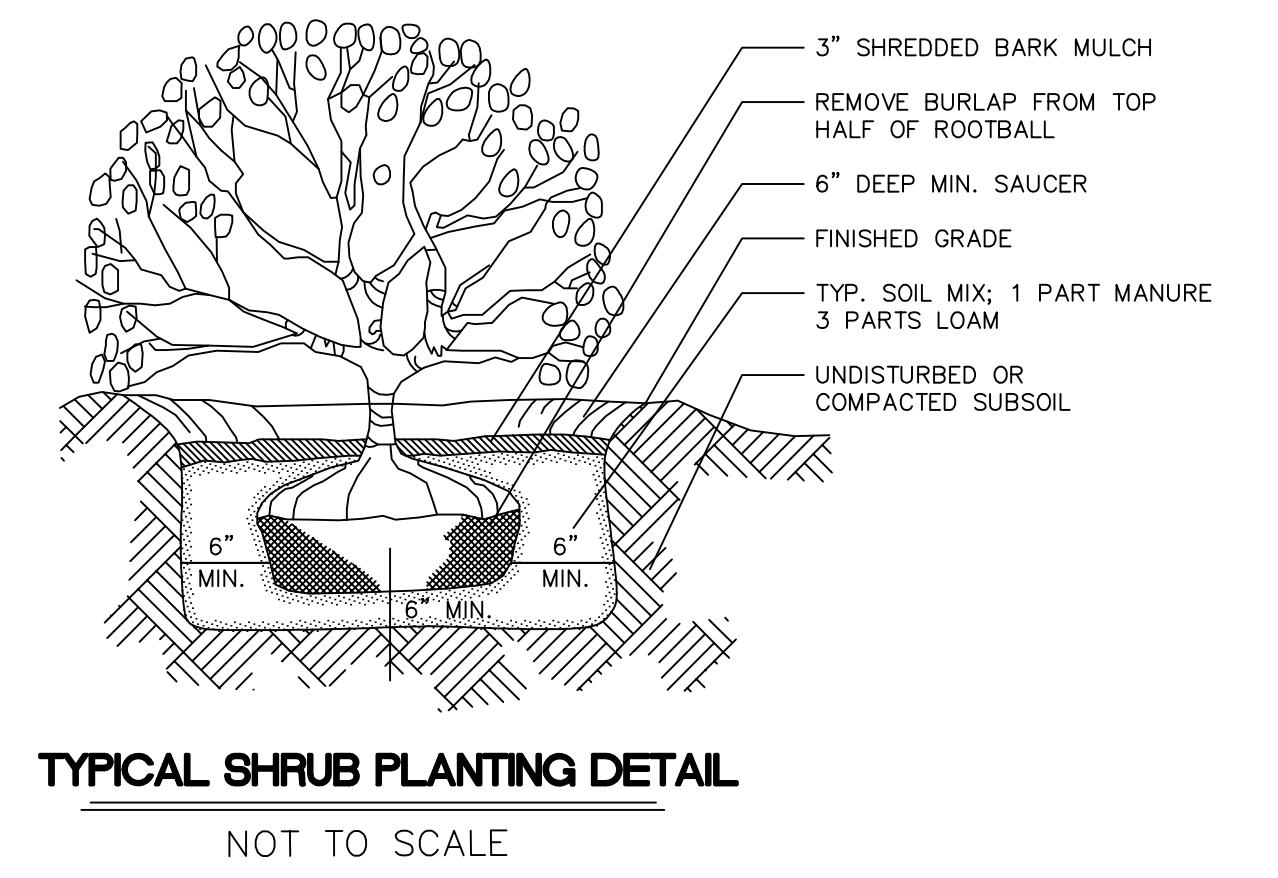 3” SHREDDED BARK MULCH
REMOVE BURLAP FROM TOP
HALF OF ROOTBALL
6” DEEP MIN. SAUCER
FINISHED GRADE
TYP. SOIL MIX; 1 PART MANURE
3 PARTS LOAM
UNDISTURBED OR
COMPACTED SUBSOIL
6”
MIN.
6”
MIN.
6” MIN.
TYPICAL SHRUB PLANTING DETAIL
NOT TO SCALE